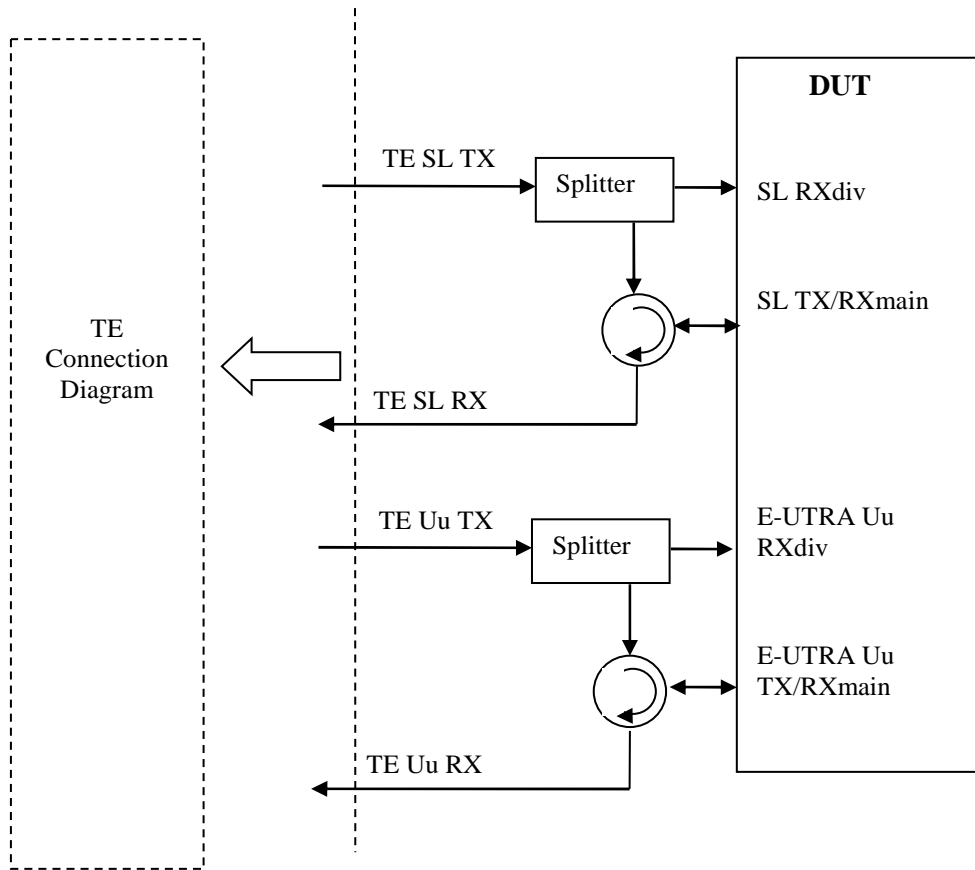 DUT
TE SL TX
Splitter
SL RXdiv
SL TX/RXmain
TE
Connection
Diagram
TE SL RX
TE Uu TX
Splitter
E-UTRA Uu
RXdiv
E-UTRA Uu
TX/RXmain
TE Uu RX